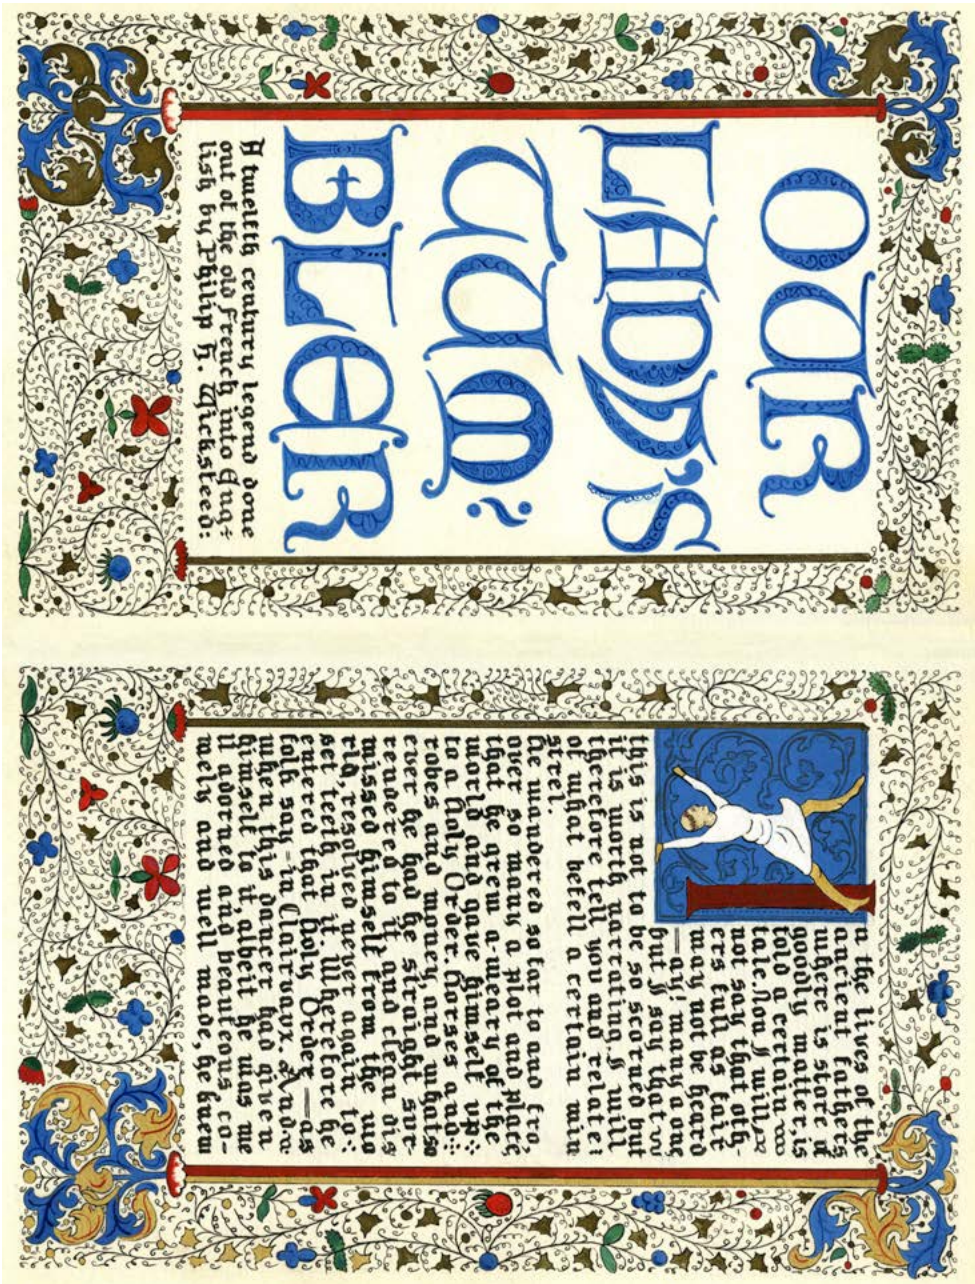 OUR
LADY'S
TUM:
BLER
A twelfth century legend done
out of the old French into Eng:
lish by Philip H. Wicksteed:
In the lives of the
ancient fathers,
where is store of
goodly matter, is
told a certain
tale. Now I will
not say that oth-
ers full as fair
may not be heard
—ay! many a one
but I say that
this is not to be so scorned but
it is worth narrating. I will
therefore tell you and relate:
of what befell a certain min
strel.
He wandered so far to and fro,
over so many a plot and place,
that he grew a-weary of the
world and gave himself up:
to a Holy Order. Horses and:
robes and money, and whatso
ever he had he straight sur-
rendered to it, and clean dis
missed himself from the wo
rld, resolved never again to:
set teeth in it. Wherefore he
entered that holy Order—as
folk say—in Clairvaux. And
when this dancer had given
himself to it albeit he was we
ll adorned and beauteous co-
mely and well made, he knew